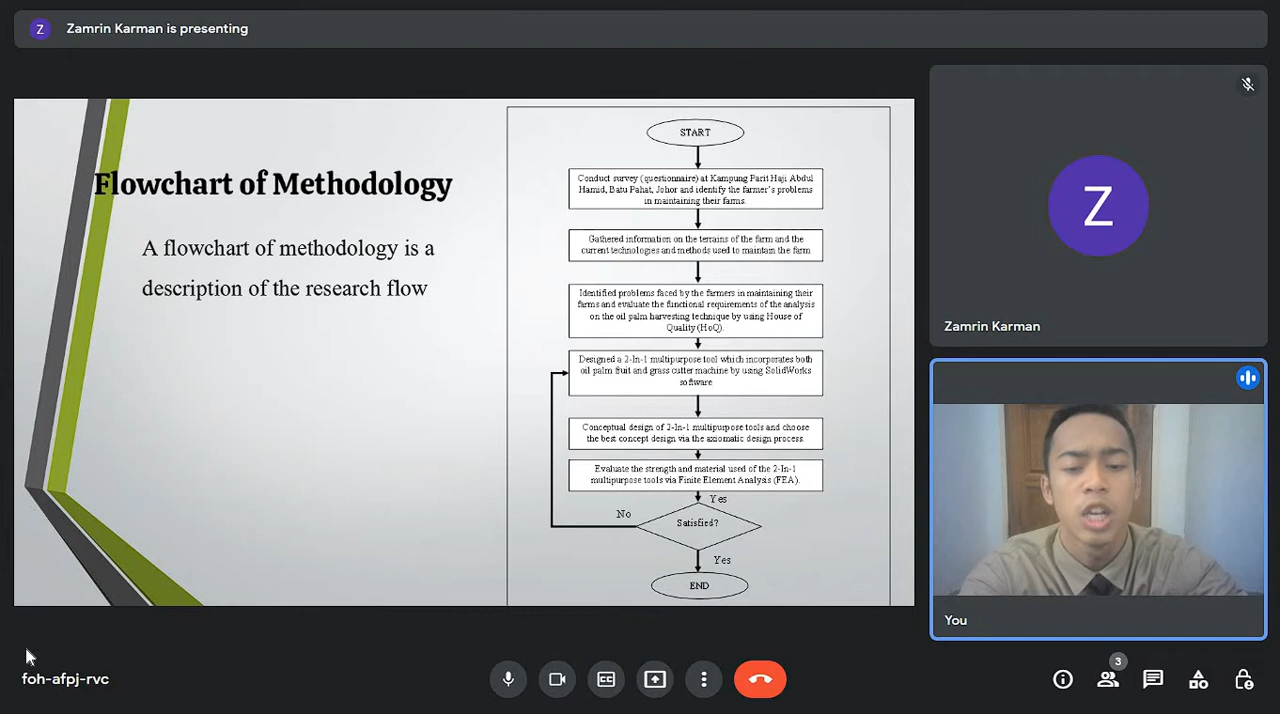 Z
Zamrin Karman is presenting
Flowchart of Methodology
A flowchart of methodology is a
description of the research flow
START
Conduct survey (questionnaire) at Kampung Parit Haji Abdul
Hamid, Batu Pahat, Johor and identify the farmer's problems
in maintaining their farms.
Gathered information on the terrains of the farm and the
current technologies and methods used to maintain the farm
Identified problems faced by the farmers in maintaining their
farms and evaluate the functional requirements of the analysis
on the oil palm harvesting technique by using House of
Quality (HoQ).
Designed a 2-In-1 multipurpose tool which incorporates both
oil palm fruit and grass cutter machine by using SolidWorks
software
Conceptual design of 2-In-1 multipurpose tools and choose
the best concept design via the axiomatic design process.
Evaluate the strength and material used of the 2-In-1
multipurpose tools via Finite Element Analysis (FEA).
Yes
No
Satisfied?
Yes
END
Z
Zamrin Karman
You
foh-afpj-rvc
CC
3